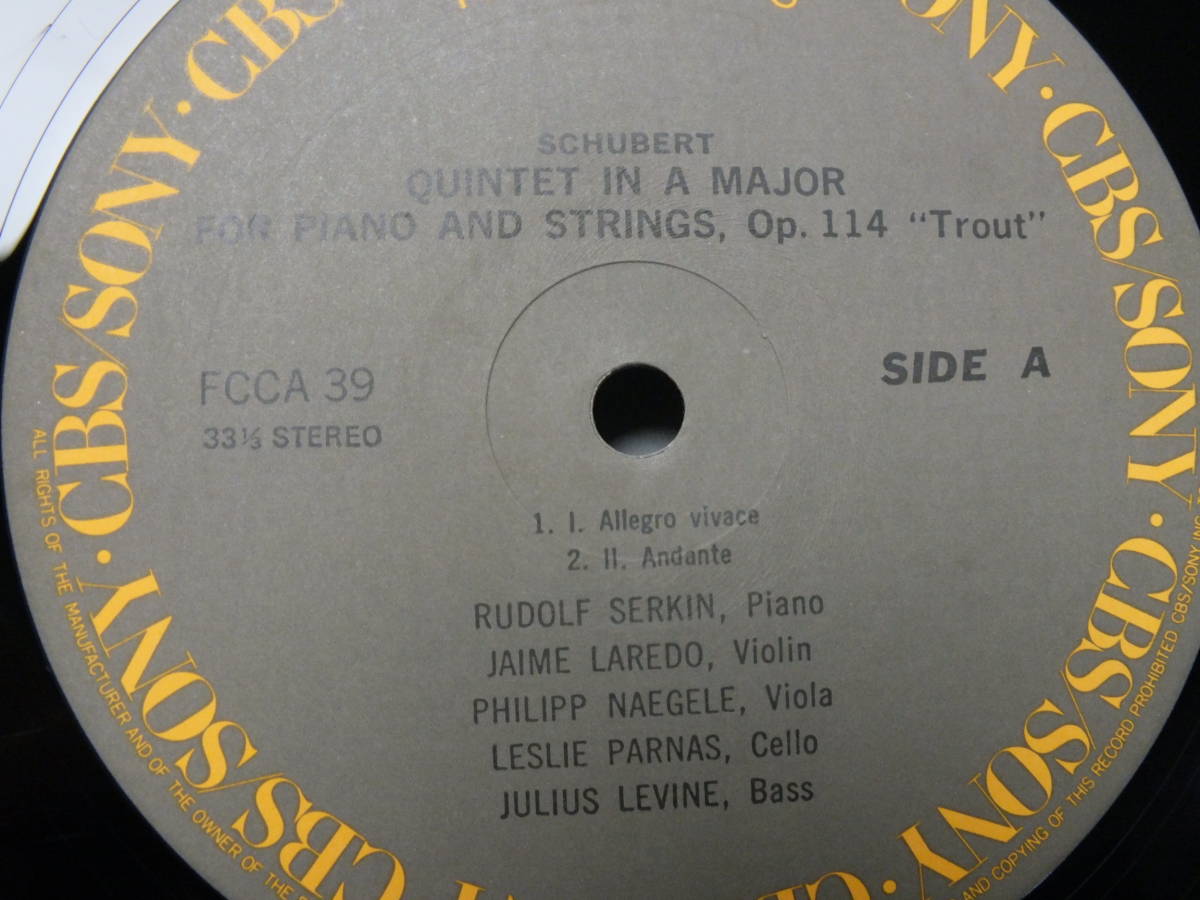 SCHUBERT
QUINTET IN A MAJOR
FOR PIANO AND STRINGS, Op. 114 "Trout"
FCCA 39
33⅓ STEREO
SIDE A
1. I. Allegro vivace
2. II. Andante
RUDOLF SERKIN, Piano
JAIME LAREDO, Violin
PHILIPP NAEGELE, Viola
LESLIE PARNAS, Cello
JULIUS LEVINE, Bass
CBS/SONY · CBS/SONY · CBS
SONY · CBS/SONY · CBS/SONY
ALL RIGHTS OF THE MANUFACTURER AND OF THE OWNER OF THE
AND COPYING OF THIS RECORD PROHIBITED CBS/SONY INC.